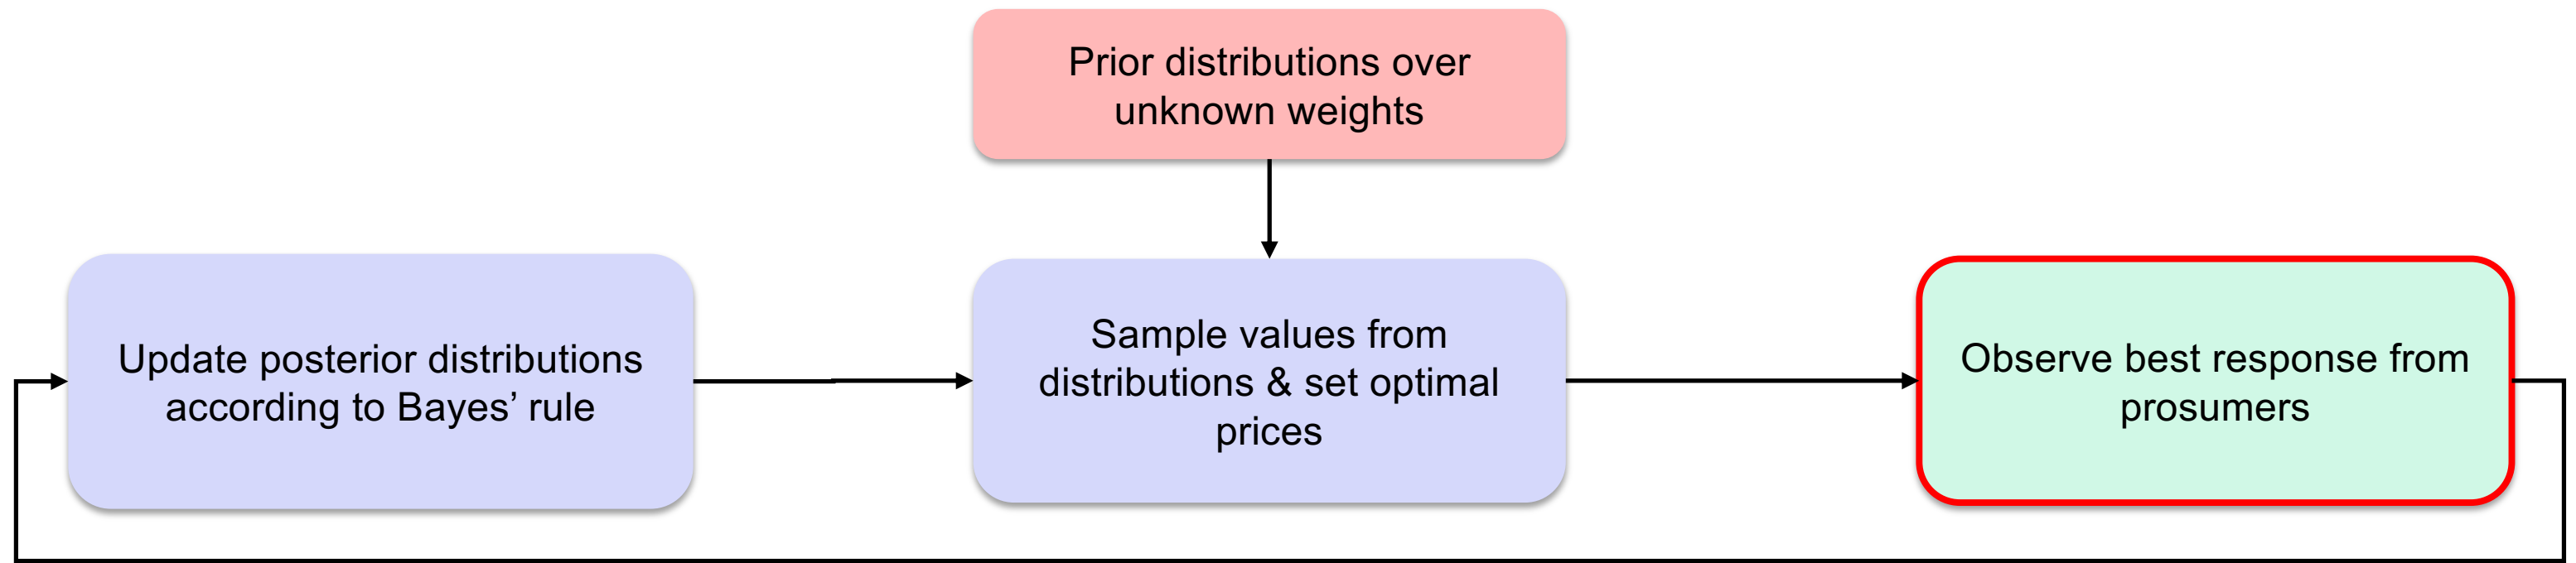 Prior distributions over
unknown weights
Update posterior distributions
according to Bayes’ rule
Sample values from
distributions & set optimal
prices
Observe best response from
prosumers